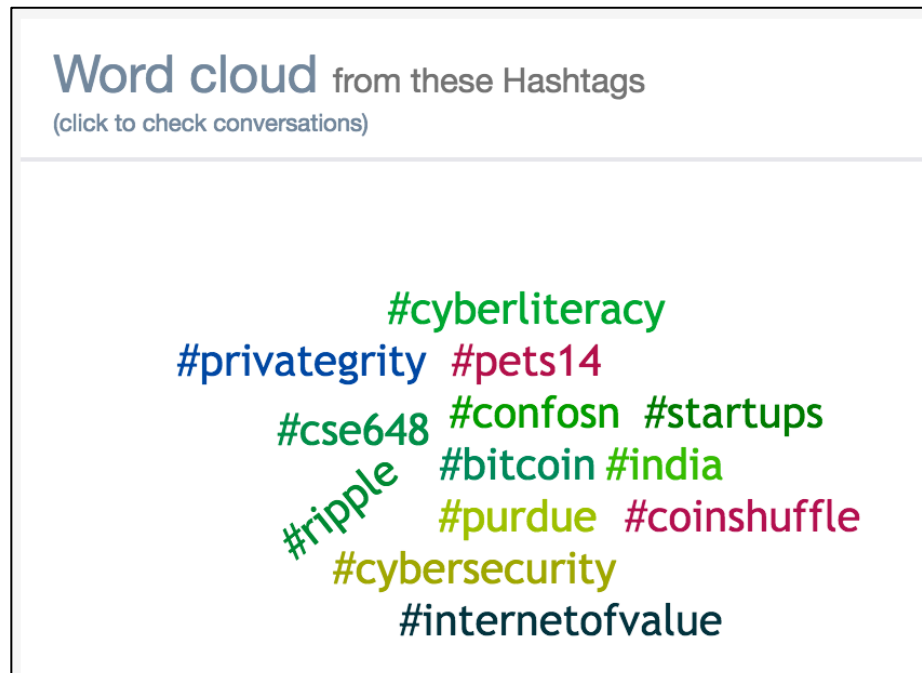 Word cloud from these Hashtags
(click to check conversations)
#cyberliteracy
#privategrity #pets14
#cse648 #confosn #startups
#bitcoin #india
#ripple
#purdue #coinshuffle
#cybersecurity
#internetofvalue